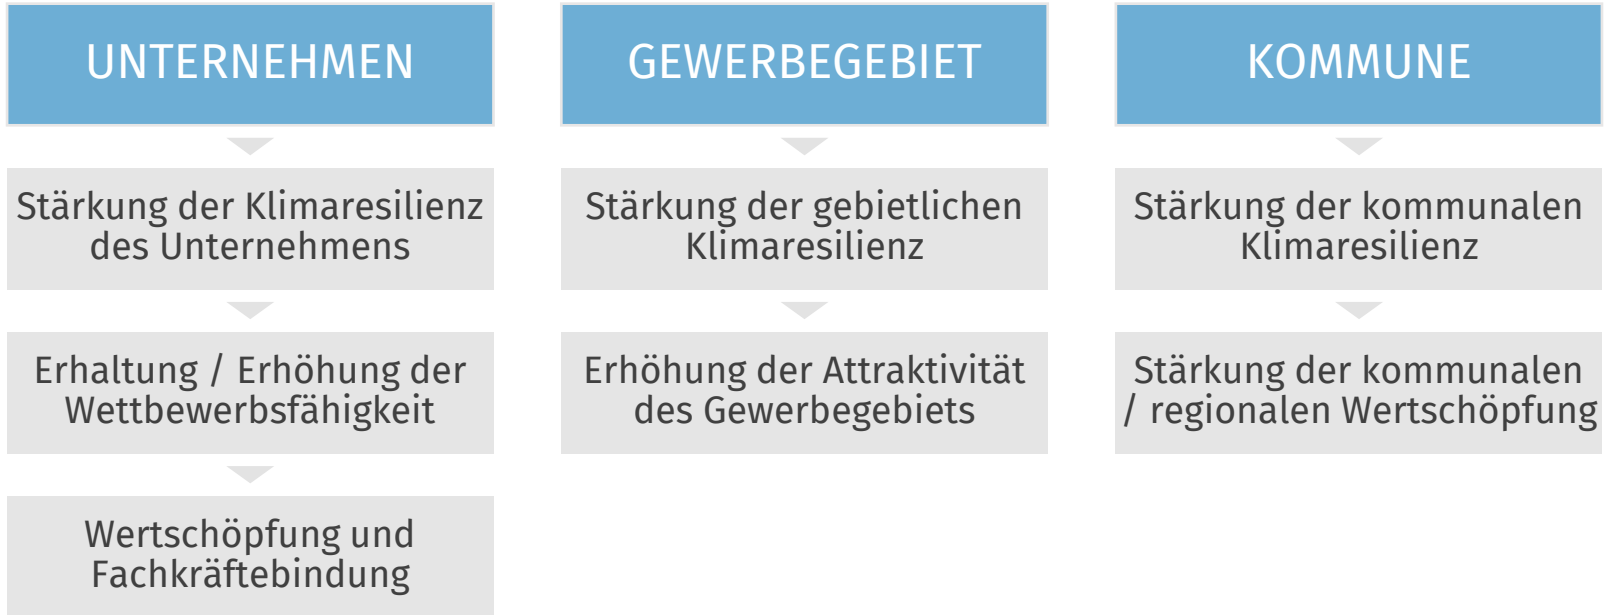 UNTERNEHMEN
Stärkung der Klimaresilienz
des Unternehmens
Erhaltung / Erhöhung der
Wettbewerbsfähigkeit
Wertschöpfung und
Fachkräftebindung
GEWERBEGEBIET
Stärkung der gebietlichen
Klimaresilienz
Erhöhung der Attraktivität
des Gewerbegebiets
KOMMUNE
Stärkung der kommunalen
Klimaresilienz
Stärkung der kommunalen
/ regionalen Wertschöpfung